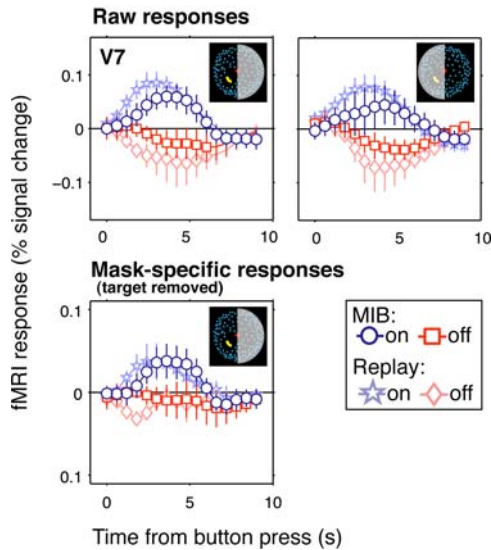 Raw responses
V7
0.1
0
−0.1
0
5
10
0
5
10
Mask-specific responses
(target removed)
0.1
0
0.1
0
5
10
fMRI response (% signal change)
Time from button press (s)
MIB:
on off
Replay:
on off